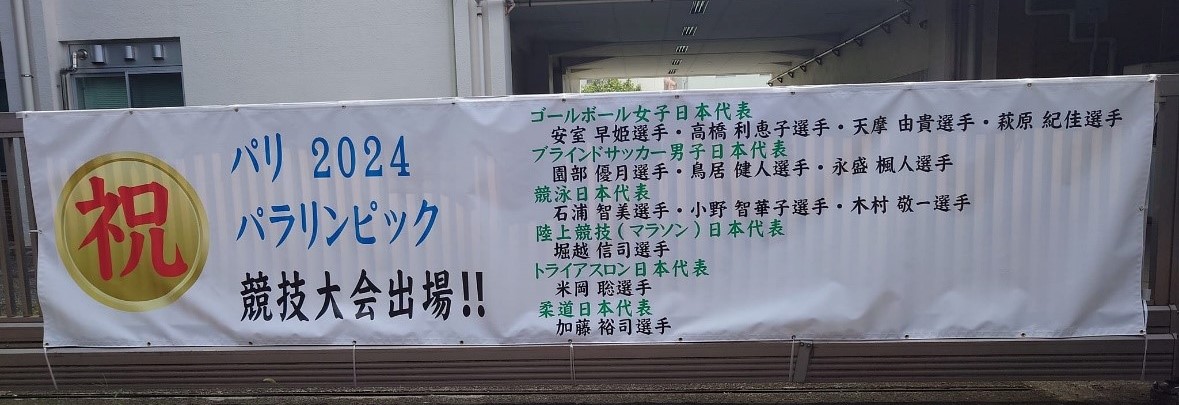 祝
パリ 2024
パラリンピック
競技大会出場!!
ゴールボール女子日本代表
安室 早姫選手・高橋 利恵子選手・天摩 由貴選手・萩原 紀佳選手
ブラインドサッカー男子日本代表
園部 優月選手・鳥居 健人選手・永盛 楓人選手
競泳日本代表
石浦 智美選手・小野 智華子選手・木村 敬一選手
陸上競技(マラソン)日本代表
堀越 信司選手
トライアスロン日本代表
米岡 聡選手
柔道日本代表
加藤 裕司選手